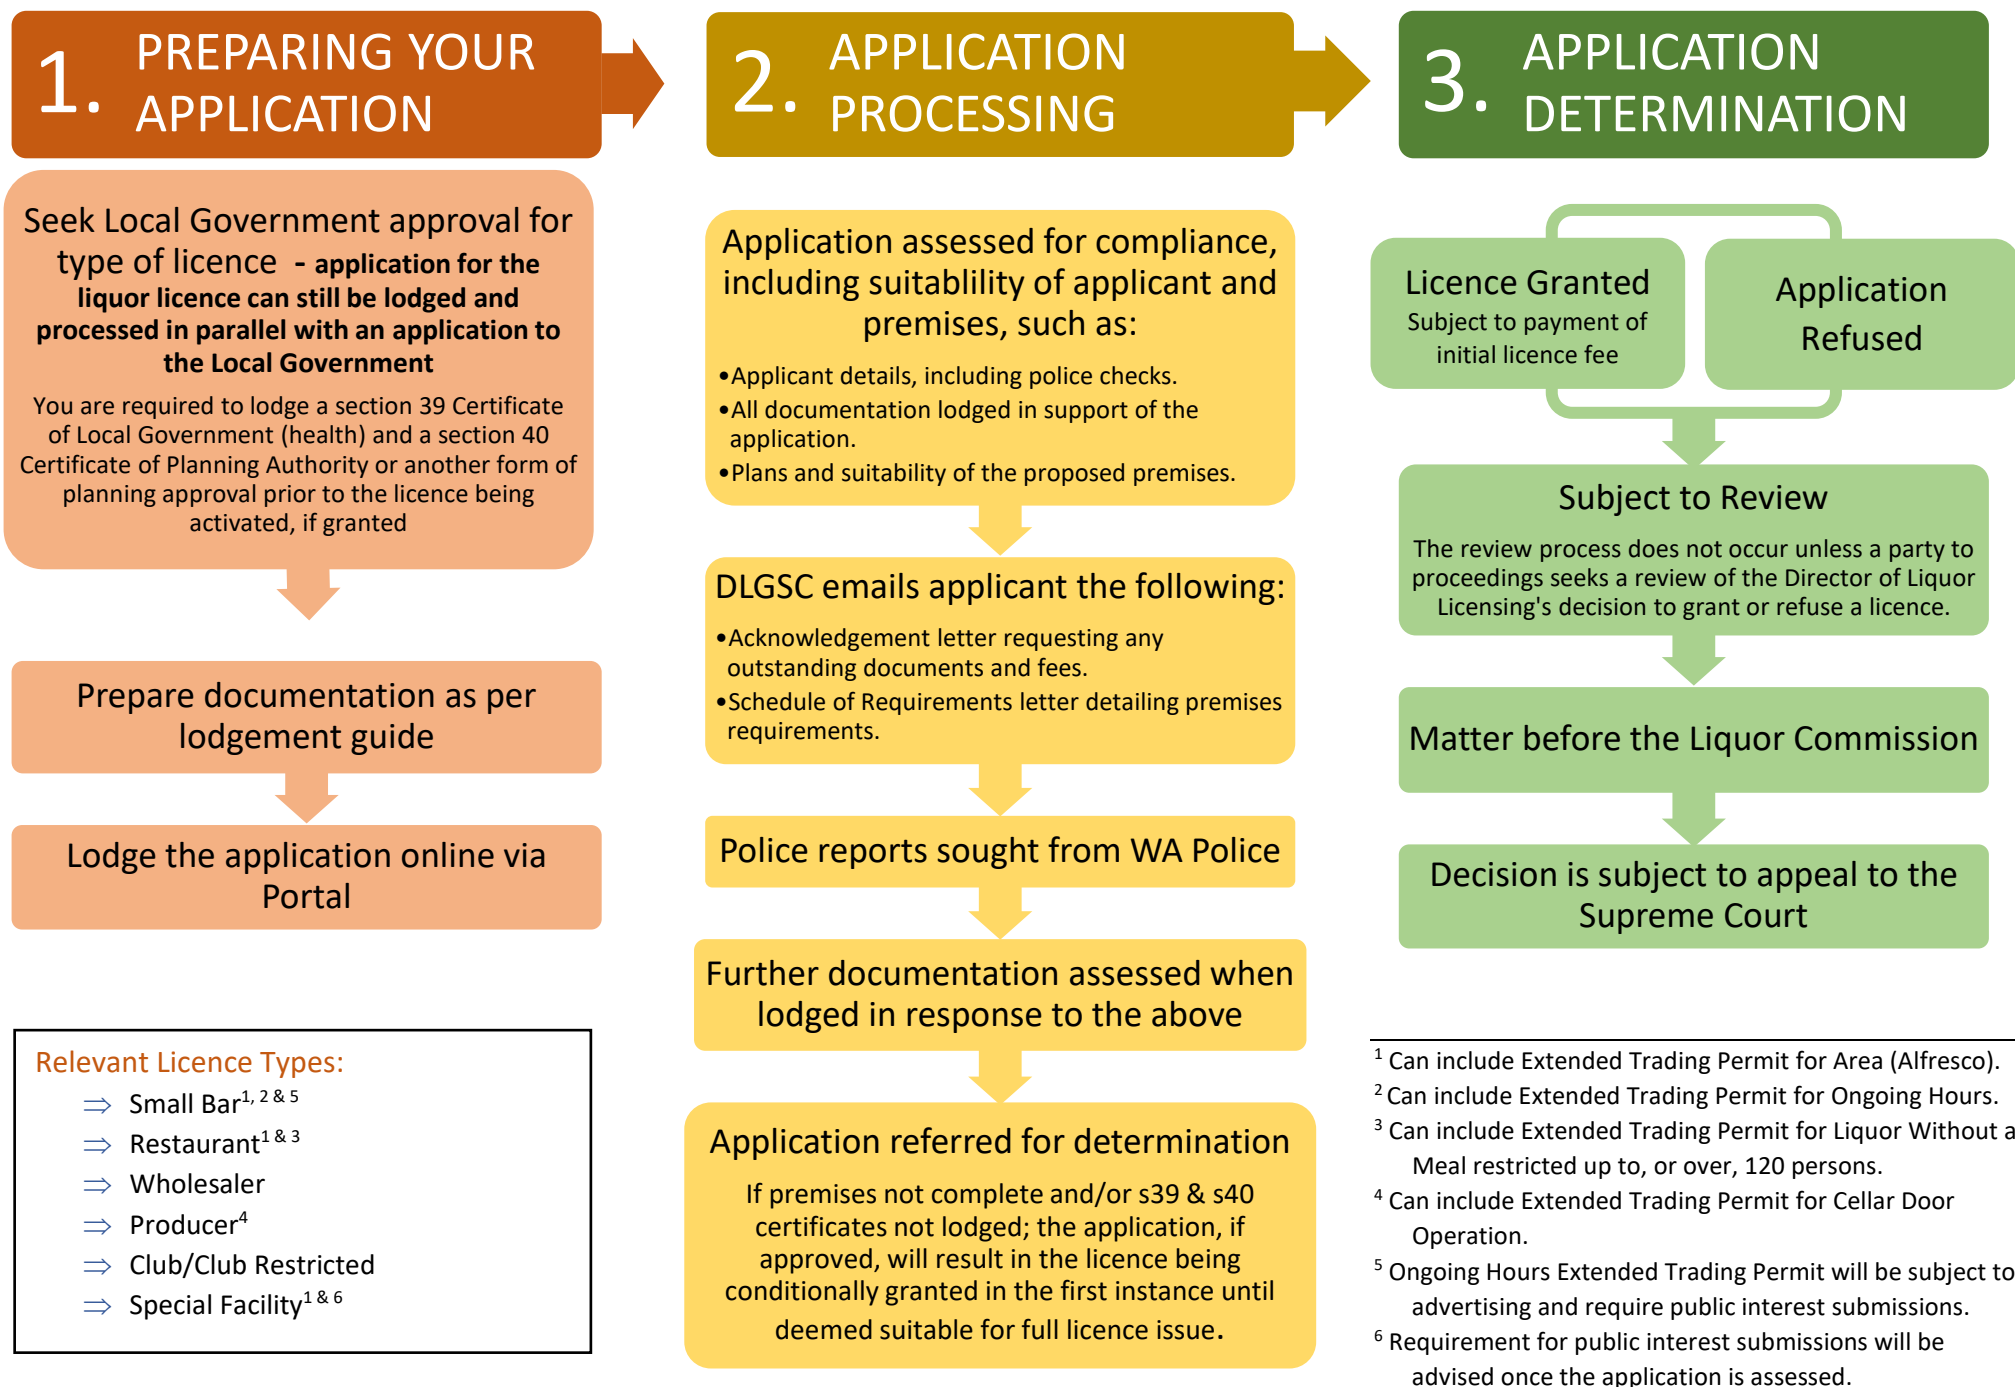 1.
PREPARING YOUR
APPLICATION
Seek Local Government approval for
type of licence - application for the
liquor licence can still be lodged and
processed in parallel with an application to
the Local Government
You are required to lodge a section 39 Certificate
of Local Government (health) and a section 40
Certificate of Planning Authority or another form of
planning approval prior to the licence being
activated, if granted
Prepare documentation as per
lodgement guide
Lodge the application online via
Portal
Relevant Licence Types:
⇒ Small Bar1, 2 & 5
⇒ Restaurant1 & 3
⇒ Wholesaler
⇒ Producer4
⇒ Club/Club Restricted
⇒ Special Facility1 & 6
2.
APPLICATION
PROCESSING
Application assessed for compliance,
including suitablility of applicant and
premises, such as:
•Applicant details, including police checks.
•All documentation lodged in support of the
application.
•Plans and suitability of the proposed premises.
DLGSC emails applicant the following:
•Acknowledgement letter requesting any
outstanding documents and fees.
•Schedule of Requirements letter detailing premises
requirements.
Police reports sought from WA Police
Further documentation assessed when
lodged in response to the above
Application referred for determination
If premises not complete and/or s39 & s40
certificates not lodged; the application, if
approved, will result in the licence being
conditionally granted in the first instance until
deemed suitable for full licence issue.
3.
APPLICATION
DETERMINATION
Licence Granted
Subject to payment of
initial licence fee
Application
Refused
Subject to Review
The review process does not occur unless a party to
proceedings seeks a review of the Director of Liquor
Licensing's decision to grant or refuse a licence.
Matter before the Liquor Commission
Decision is subject to appeal to the
Supreme Court
1 Can include Extended Trading Permit for Area (Alfresco).
2 Can include Extended Trading Permit for Ongoing Hours.
3 Can include Extended Trading Permit for Liquor Without a
Meal restricted up to, or over, 120 persons.
4 Can include Extended Trading Permit for Cellar Door
Operation.
5 Ongoing Hours Extended Trading Permit will be subject to
advertising and require public interest submissions.
6 Requirement for public interest submissions will be
advised once the application is assessed.